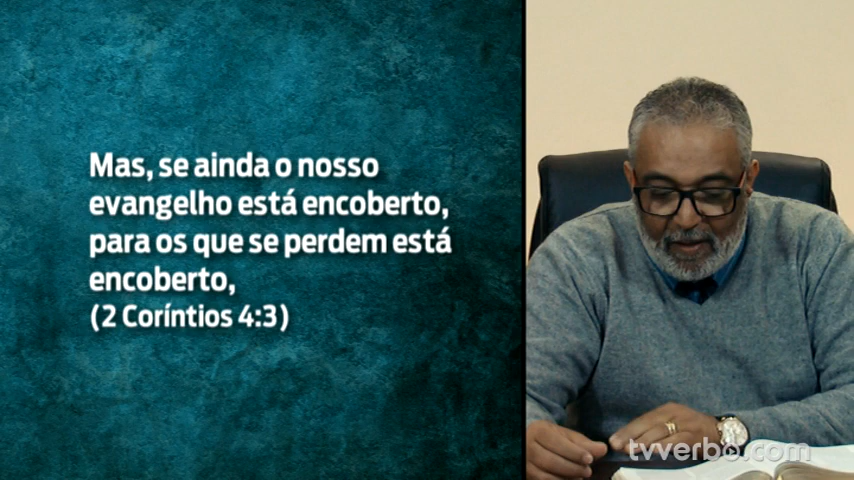 Mas, se ainda o nosso
evangelho está encoberto,
para os que se perdem está
encoberto,
(2 Coríntios 4:3)
tvverbo.com